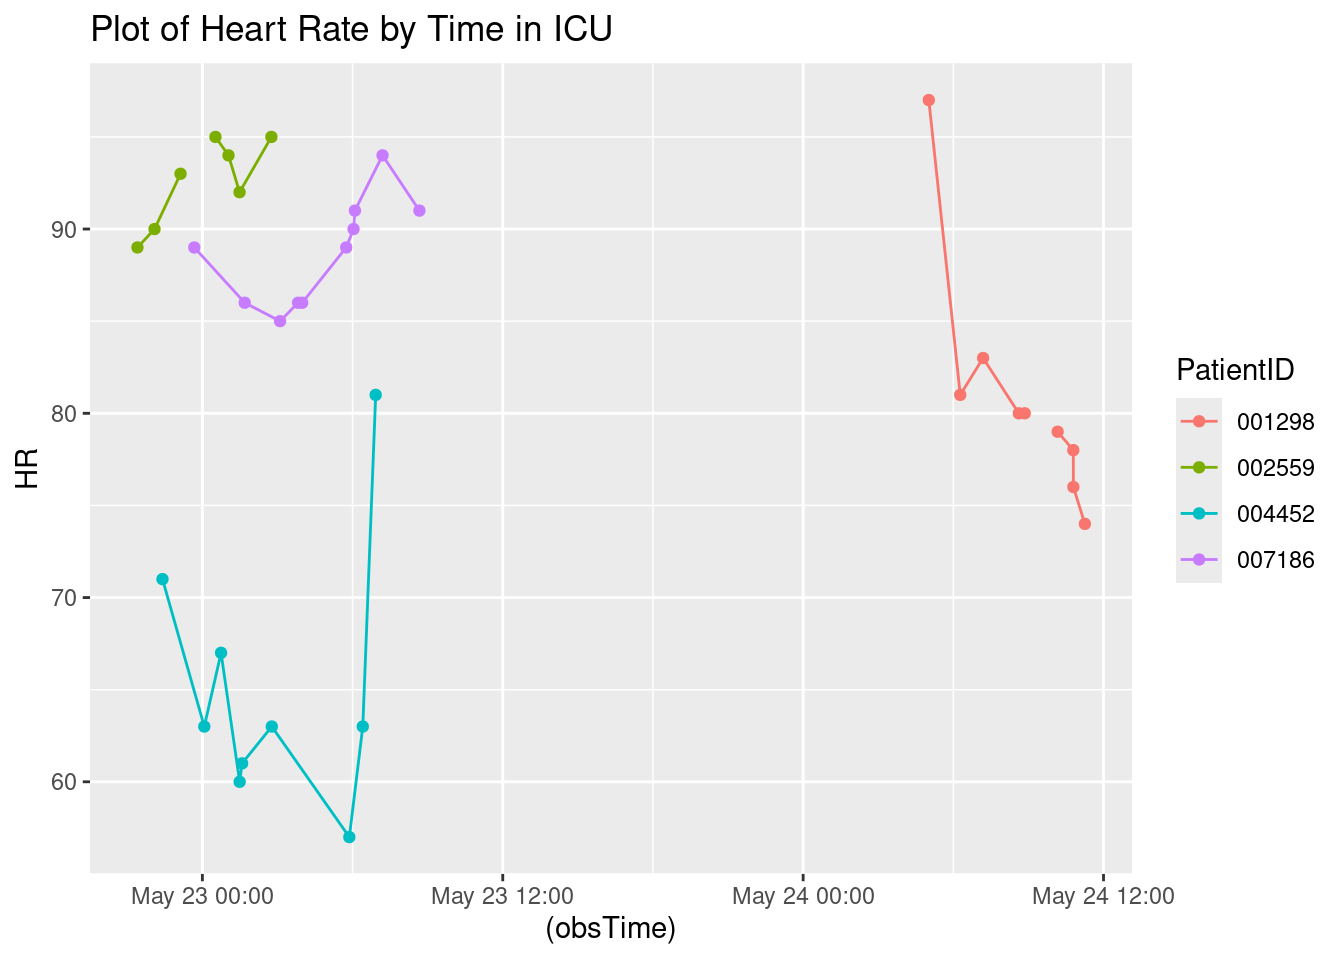 Plot of Heart Rate by Time in ICU
HR
90
80
70
60
May 23 00:00 May 23 12:00 May 24 00:00 May 24 12:00
(obsTime)
PatientID
001298
002559
004452
007186